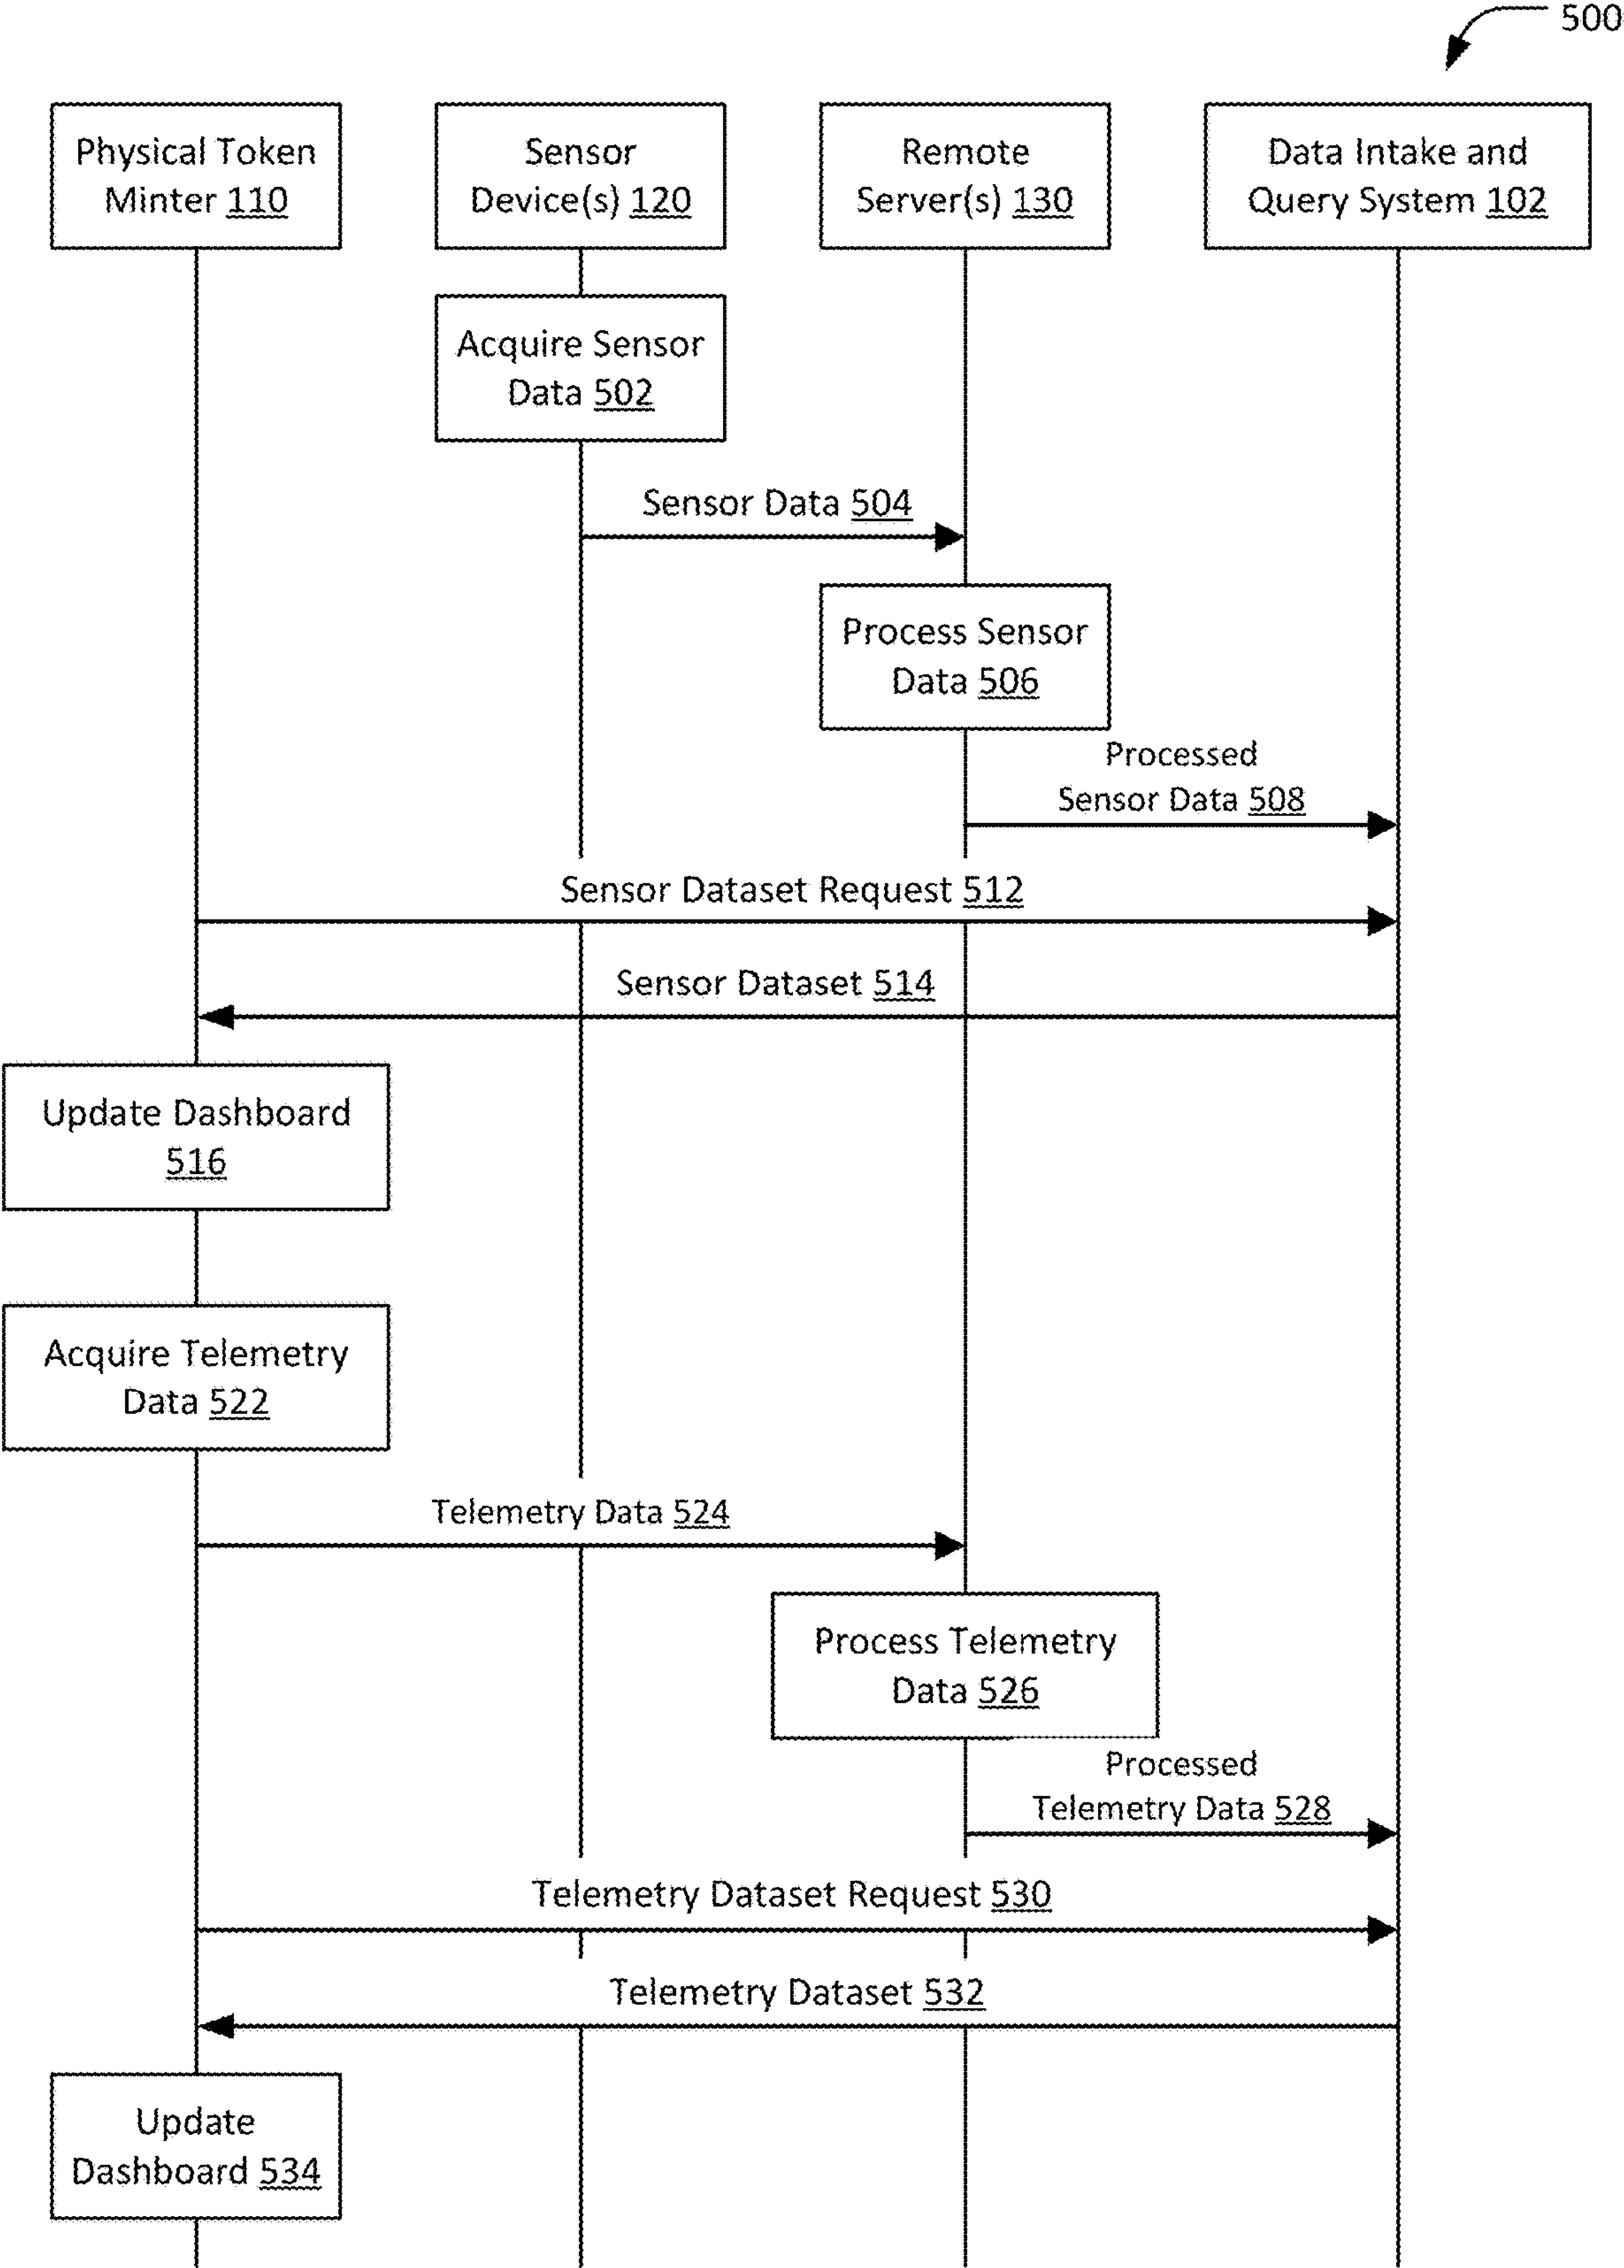 500
Physical Token
Minter 110
Sensor
Device(s) 120
Remote
Server(s) 130
Data Intake and
Query System 102
Acquire Sensor
Data 502
Sensor Data 504
Process Sensor
Data 506
Processed
Sensor Data 508
Sensor Dataset Request 512
Sensor Dataset 514
Update Dashboard
516
Acquire Telemetry
Data 522
Telemetry Data 524
Process Telemetry
Data 526
Processed
Telemetry Data 528
Telemetry Dataset Request 530
Telemetry Dataset 532
Update
Dashboard 534